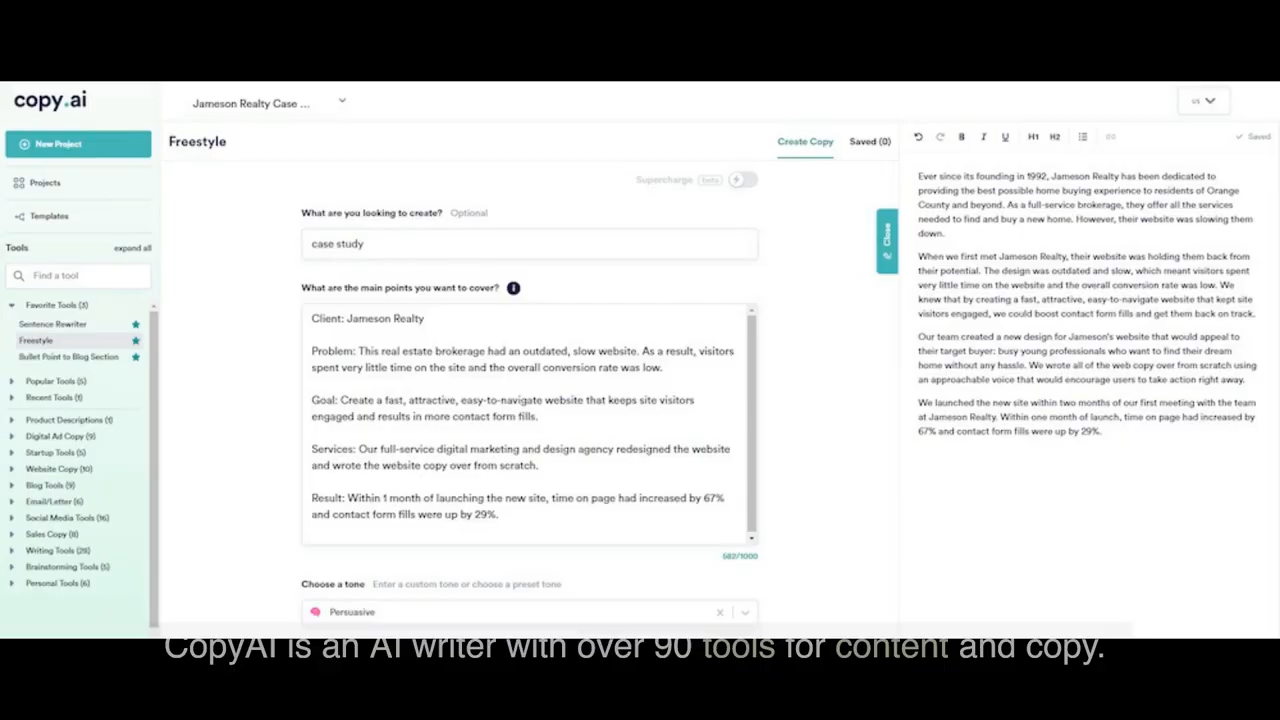 copy.ai
New Project
Projects
Templates
Tools
expand all
Find a tool
Favorite Tools (3)
Sentence Rewriter
Freestyle
Bullet Point to Blog Section
Popular Tools (5)
Recent Tools (1)
Product Descriptions (1)
Digital Ad Copy (9)
Startup Tools (5)
Website Copy (10)
Blog Tools (9)
Email/Letter (6)
Social Media Tools (16)
Sales Copy (8)
Writing Tools (28)
Brainstorming Tools (5)
Personal Tools (6)
Jameson Realty Case ...
US
Freestyle
Create Copy
Saved (0)
Supercharge beta
What are you looking to create? Optional
case study
What are the main points you want to cover? i
Client: Jameson Realty
Problem: This real estate brokerage had an outdated, slow website. As a result, visitors
spent very little time on the site and the overall conversion rate was low.
Goal: Create a fast, attractive, easy-to-navigate website that keeps site visitors
engaged and results in more contact form fills.
Services: Our full-service digital marketing and design agency redesigned the website
and wrote the website copy over from scratch.
Result: Within 1 month of launching the new site, time on page had increased by 67%
and contact form fills were up by 29%.
582/1000
Choose a tone Enter a custom tone or choose a preset tone
Persuasive
Close
B I U H1 H2
Saved
Ever since its founding in 1992, Jameson Realty has been dedicated to
providing the best possible home buying experience to residents of Orange
County and beyond. As a full-service brokerage, they offer all the services
needed to find and buy a new home. However, their website was slowing them
down.
When we first met Jameson Realty, their website was holding them back from
their potential. The design was outdated and slow, which meant visitors spent
very little time on the website and the overall conversion rate was low. We
knew that by creating a fast, attractive, easy-to-navigate website that kept site
visitors engaged, we could boost contact form fills and get them back on track.
Our team created a new design for Jameson's website that would appeal to
their target buyer: busy young professionals who want to find their dream
home without any hassle. We wrote all of the web copy over from scratch using
an approachable voice that would encourage users to take action right away.
We launched the new site within two months of our first meeting with the team
at Jameson Realty. Within one month of launch, time on page had increased by
67% and contact form fills were up by 29%.
CopyAI is an AI writer with over 90 tools for content and copy.